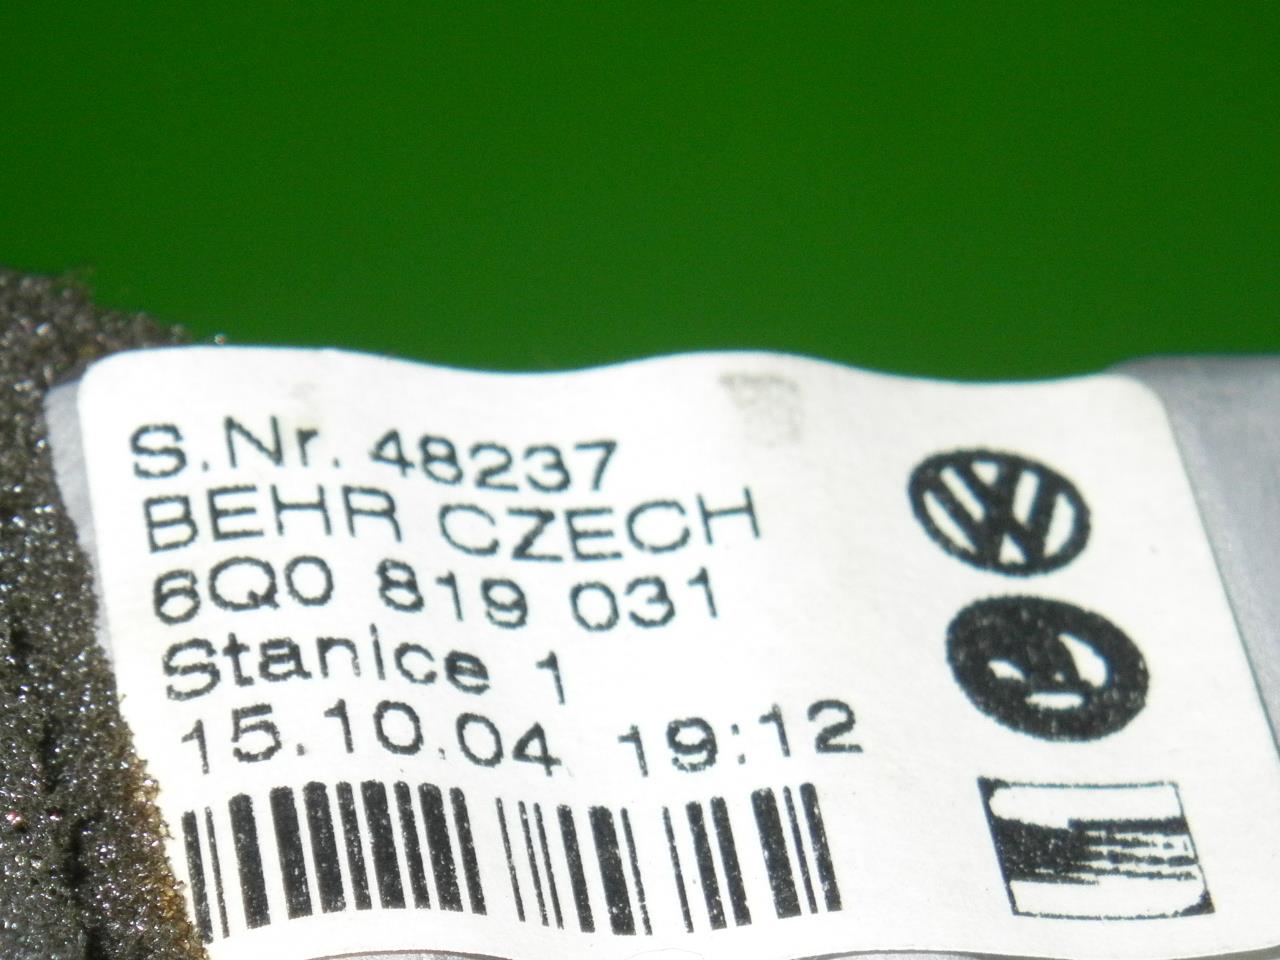 S.Nr. 48237
BEHR CZECH
6Q0 819 031
Stanice 1
15.10.04 19:12